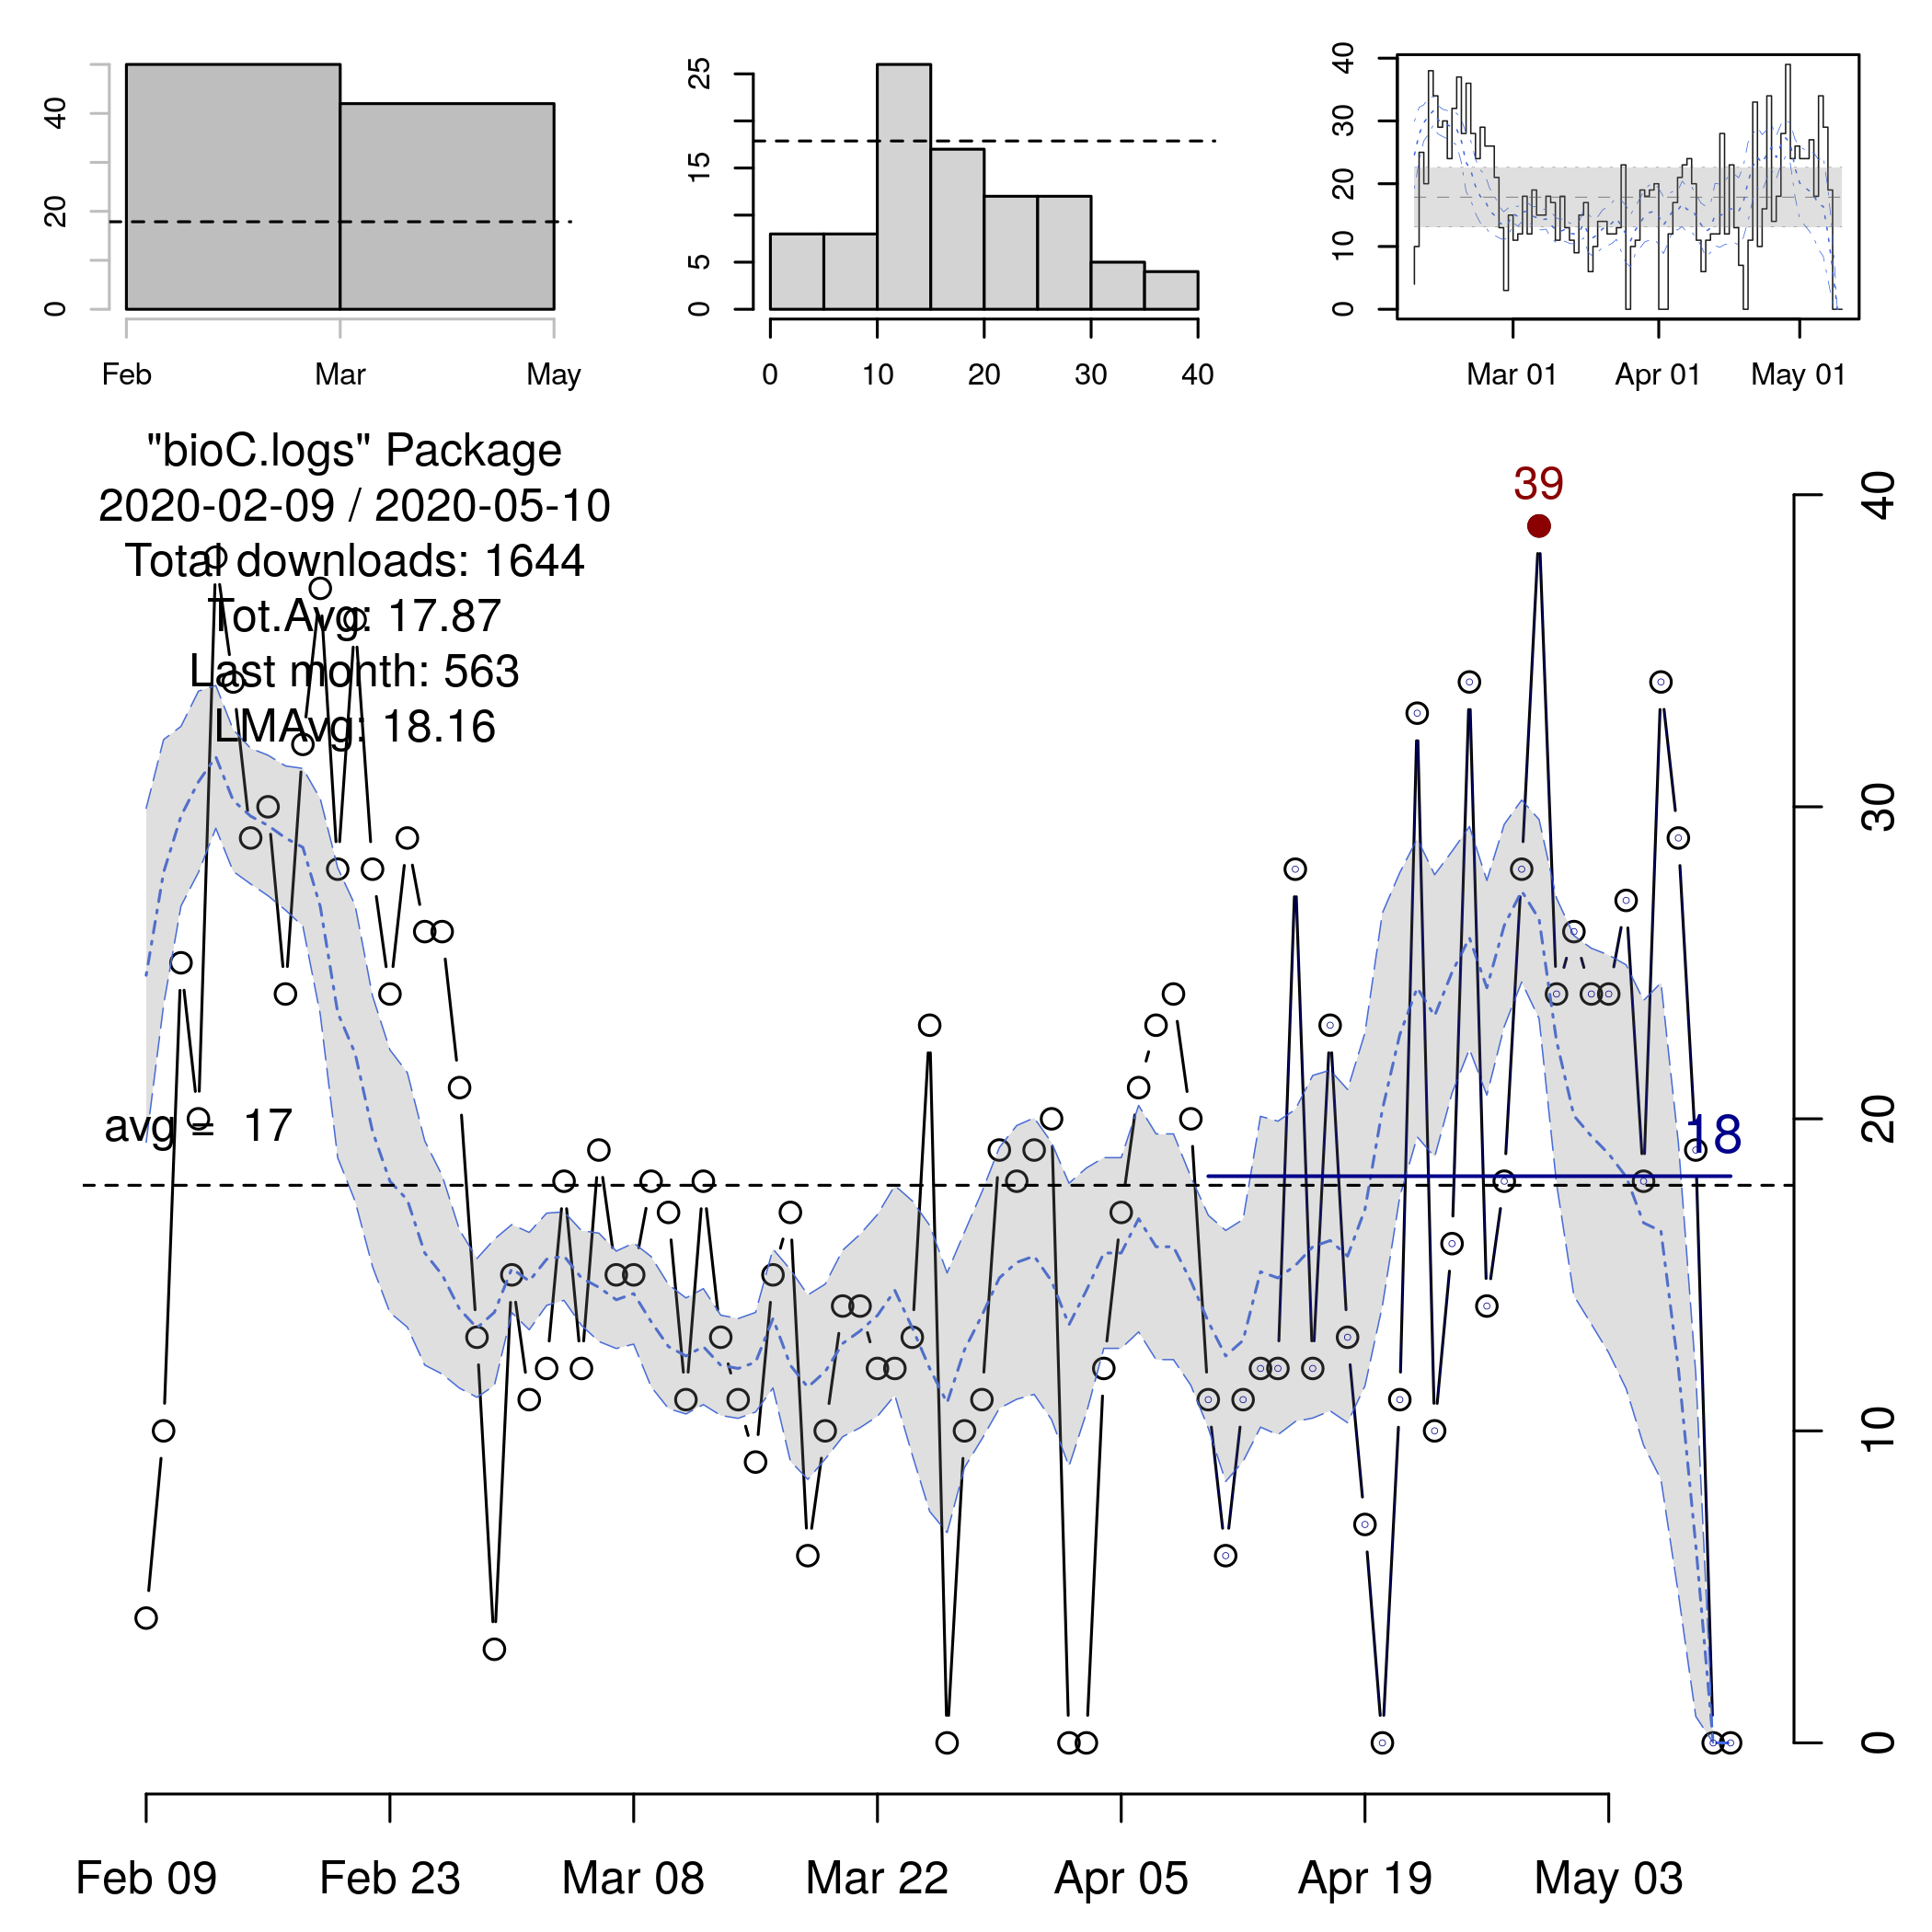 40
20
0
Feb Mar May
25
15
5
0
0 10 20 30 40
40
30
20
10
0
Mar 01 Apr 01 May 01
"bioC.logs" Package
2020-02-09 / 2020-05-10
Total downloads: 1644
Tot.Avg: 17.87
Last month: 563
LMAvg: 18.16
39
avg = 17
18
40
30
20
10
0
Feb 09 Feb 23 Mar 08 Mar 22 Apr 05 Apr 19 May 03